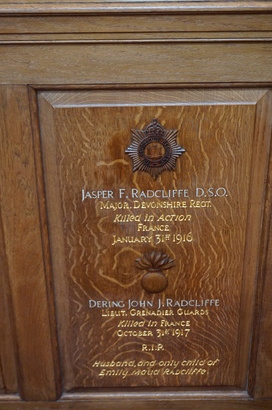 JASPER F. RADCLIFFE D.S.O.
MAJOR, DEVONSHIRE REGT.
Killed in Action
FRANCE
JANUARY 31ST 1916
DERING JOHN J. RADCLIFFE
LIEUT. GRENADIER GUARDS
Killed in FRANCE
OCTOBER 31ST 1917
R.I.P.
Husband, and only child of
Emily Maud Radcliffe